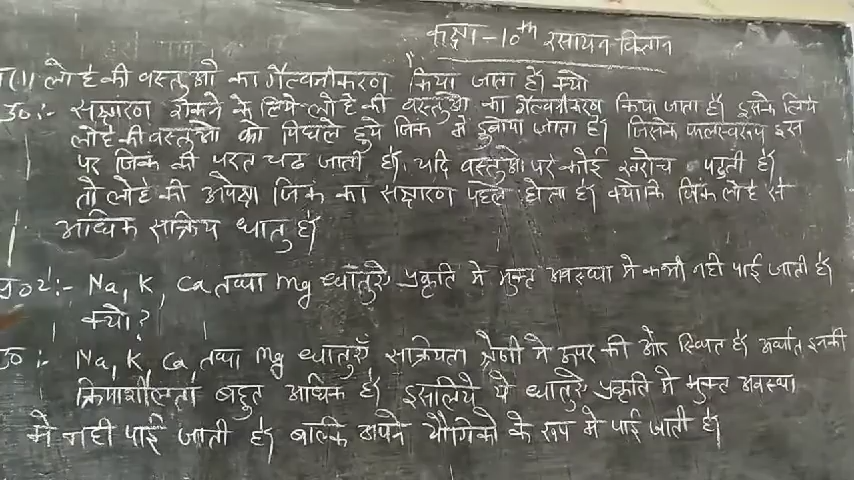 कक्षा - 10th रसायन विज्ञान
(1) लोहे की वस्तुओ का गैल्वनीकरण किया जाता है। क्यो
उ०:- संक्षारण रोकने के लिये लोहे की वस्तुओ का गैल्वनीकरण किया जाता है। इसके लिये
लोहे की वस्तुओ को पिघले हुये जिंक में डुबोया जाता है। जिसके फलस्वरूप इस
पर जिंक की परत चढ जाती है। यदि वस्तुओ पर कोई खरोच पड़ती है।
तो लोहे की अपेक्षा जिंक का संक्षारण पहले होता है। क्योकि जिंक लोहे से
अधिक सक्रिय धातु है।
प्र०2:- Na, K, Ca तथा Mg धातुऐ प्रकृति मे मुक्त अवस्था मे कभी नही पाई जाती है।
क्यो?
उ०:- Na, K, Ca, तथा Mg धातुएँ सक्रियता श्रेणी मे ऊपर की ओर स्थित है। अर्थात इनकी
क्रियाशीलता बहुत अधिक है। इसलिये ये धातुऐ प्रकृति मे मुक्त अवस्था
मे नही पाई जाती है। बल्कि अपने यौगिको के रूप मे पाई जाती है।